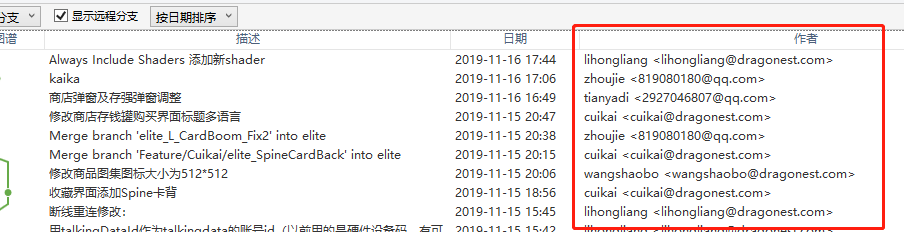 分支 显示远程分支 按日期排序
图谱 描述 日期 作者
Always Include Shaders 添加新shader 2019-11-16 17:44 lihongliang <lihongliang@dragonest.com>
kaika 2019-11-16 17:06 zhoujie <819080180@qq.com>
商店弹窗及存强弹窗调整 2019-11-16 16:49 tianyadi <2927046807@qq.com>
修改商店存钱罐购买界面标题多语言 2019-11-15 20:47 cuikai <cuikai@dragonest.com>
Merge branch 'elite_L_CardBoom_Fix2' into elite 2019-11-15 20:38 zhoujie <819080180@qq.com>
Merge branch 'Feature/Cuikai/elite_SpineCardBack' into elite 2019-11-15 20:15 cuikai <cuikai@dragonest.com>
修改商品图集图标大小为512*512 2019-11-15 20:06 wangshaobo <wangshaobo@dragonest.com>
收藏界面添加Spine卡背 2019-11-15 18:56 cuikai <cuikai@dragonest.com>
断线重连修改: 2019-11-15 15:45 lihongliang <lihongliang@dragonest.com>
用talkingDataId作为talkingdata的账号id（以前用的是硬件设备码，有可 2019-11-15 15:42 lihongliang <lihongliang@dragonest.com>